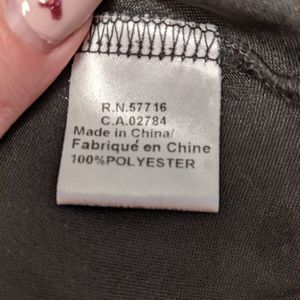 R.N.57716
C.A.02784
Made in China/
Fabriqué en Chine
100%POLYESTER